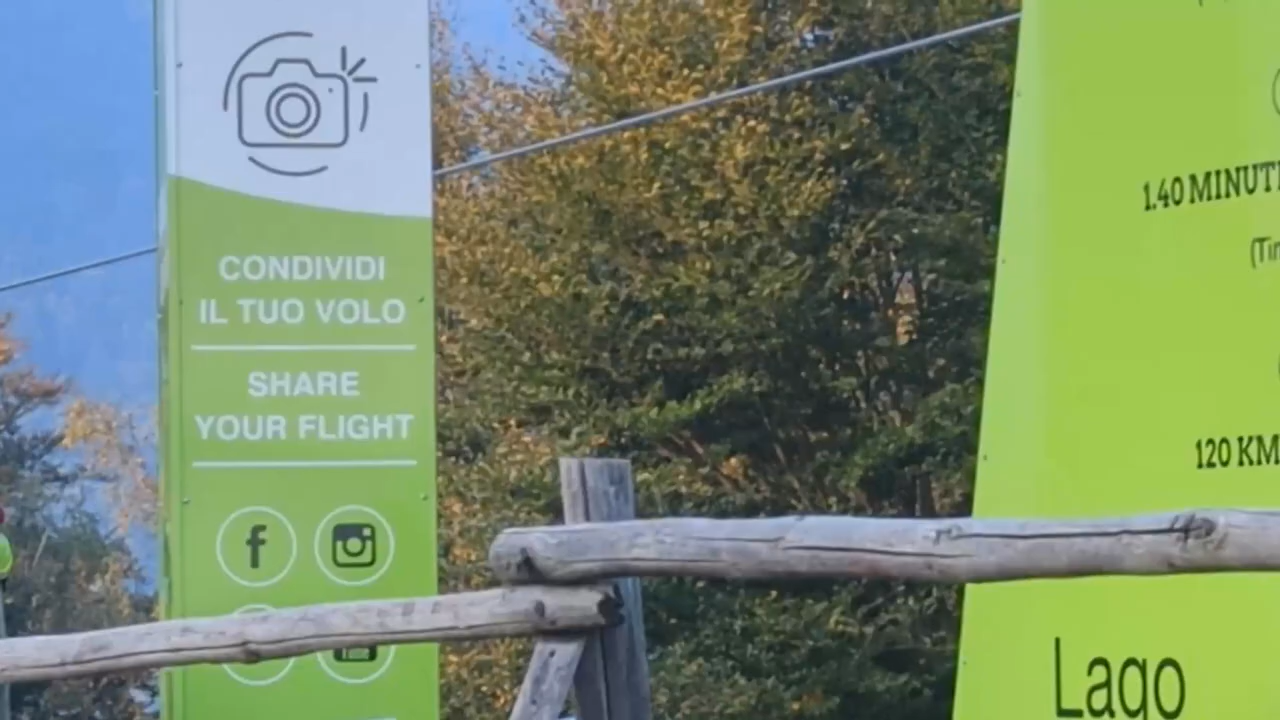 CONDIVIDI
IL TUO VOLO
SHARE
YOUR FLIGHT
1.40 MINUTI
120 KM
Lago